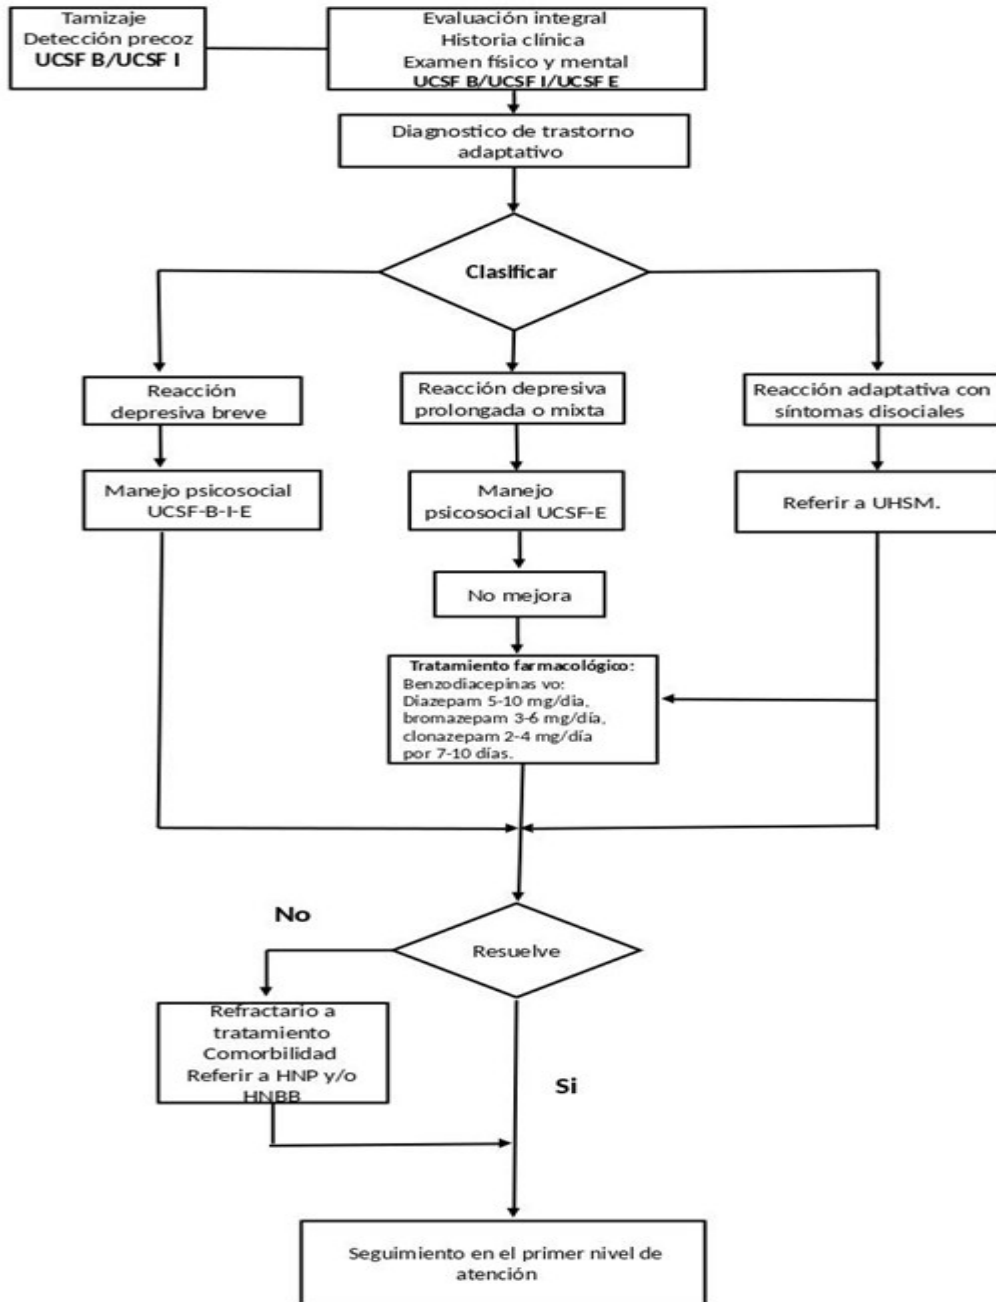 Tamizaje
Detección precoz
UCSF B/UCSF I
Evaluación integral
Historia clínica
Examen físico y mental
UCSF B/UCSF I/UCSF E
Diagnostico de trastorno
adaptativo
Clasificar
Reacción
depresiva breve
Reacción depresiva
prolongada o mixta
Reacción adaptativa con
síntomas disociales
Manejo psicosocial
UCSF-B-I-E
Manejo
psicosocial UCSF-E
Referir a UHSM.
No mejora
Tratamiento farmacológico:
Benzodiacepinas vo:
Diazepam 5-10 mg/dia,
bromazepam 3-6 mg/día,
clonazepam 2-4 mg/día
por 7-10 días.
No
Resuelve
Refractario a
tratamiento
Comorbilidad
Referir a HNP y/o
HNBB
Si
Seguimiento en el primer nivel de
atención